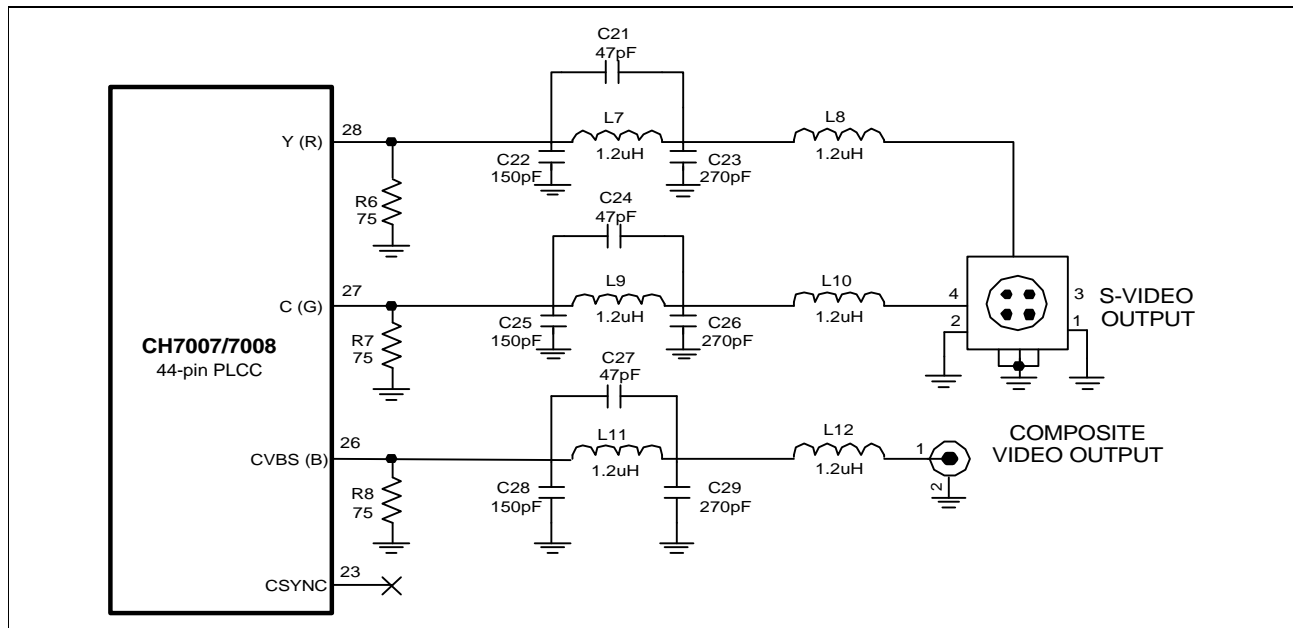 C21
47pF
28
Y (R)
L7
1.2uH
L8
1.2uH
C22
150pF
C23
270pF
R6
75
C24
47pF
27
C (G)
L9
1.2uH
L10
1.2uH
C25
150pF
C26
270pF
R7
75
4
2
3
1
S-VIDEO
OUTPUT
CH7007/7008
44-pin PLCC
C27
47pF
26
CVBS (B)
L11
1.2uH
L12
1.2uH
1
2
COMPOSITE
VIDEO OUTPUT
C28
150pF
C29
270pF
R8
75
23
CSYNC